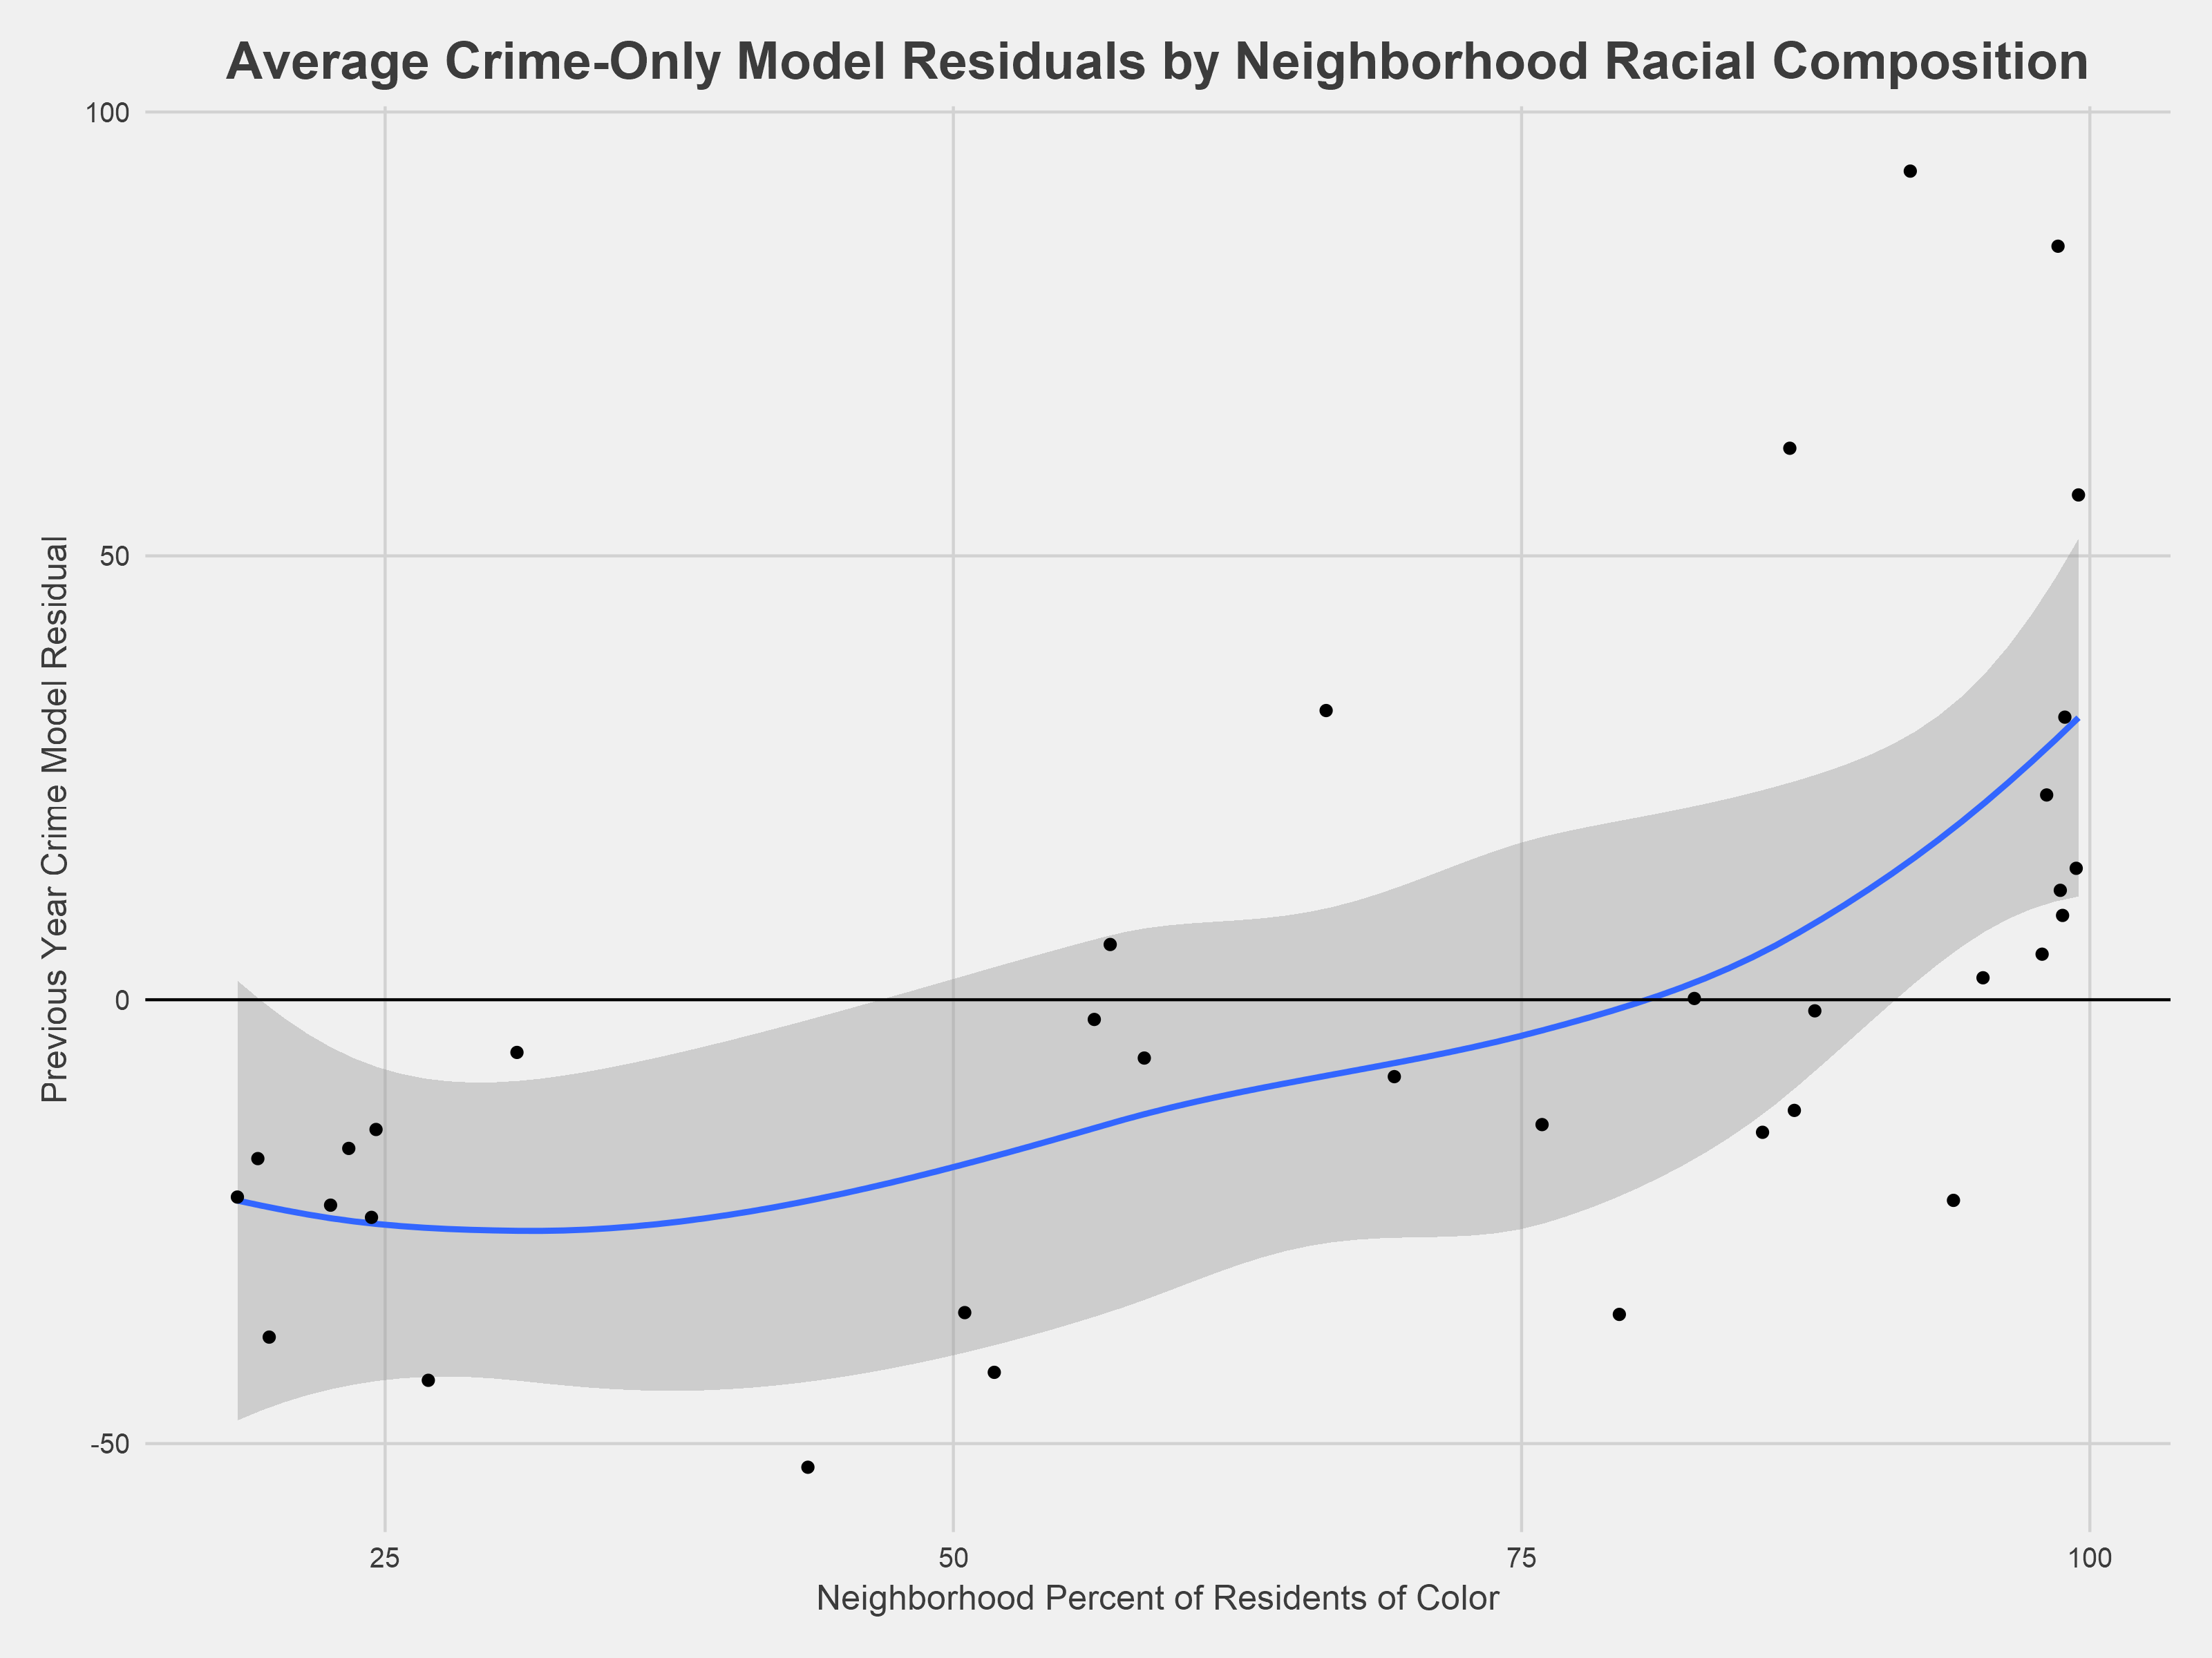 Average Crime-Only Model Residuals by Neighborhood Racial Composition
Previous Year Crime Model Residual
100
50
0
-50
25
50
75
100
Neighborhood Percent of Residents of Color